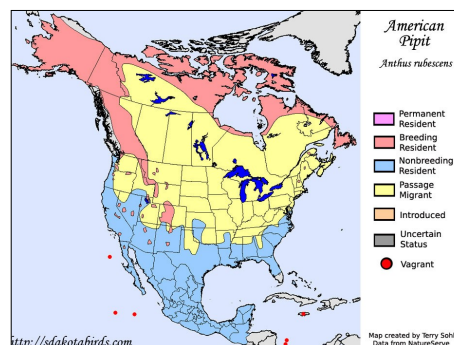 American
Pipit
Anthus rubescens
Permanent
Resident
Breeding
Resident
Nonbreeding
Resident
Passage
Migrant
Introduced
Uncertain
Status
Vagrant
http://sdakotabirds.com
Map created by Terry Sohl
Data from NatureServe